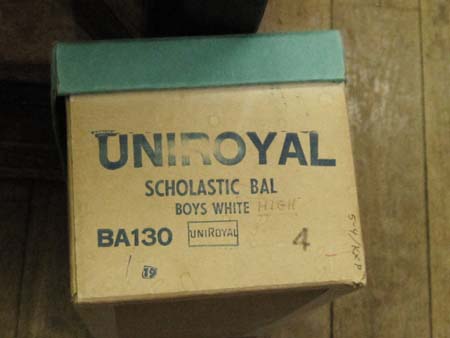 UNIROYAL
SCHOLASTIC BAL
BOYS WHITE HIGH
BA130 UNIROYAL 4